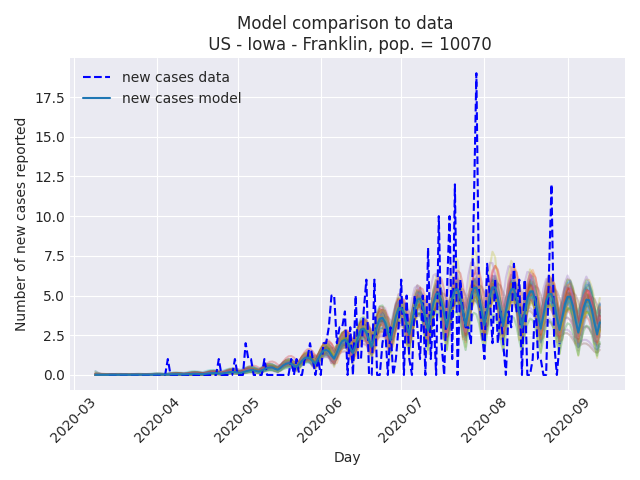 Model comparison to data
US - Iowa - Franklin, pop. = 10070
new cases data
new cases model
Number of new cases reported
17.5
15.0
12.5
10.0
7.5
5.0
2.5
0.0
2020-03
2020-04
2020-05
2020-06
2020-07
2020-08
2020-09
Day